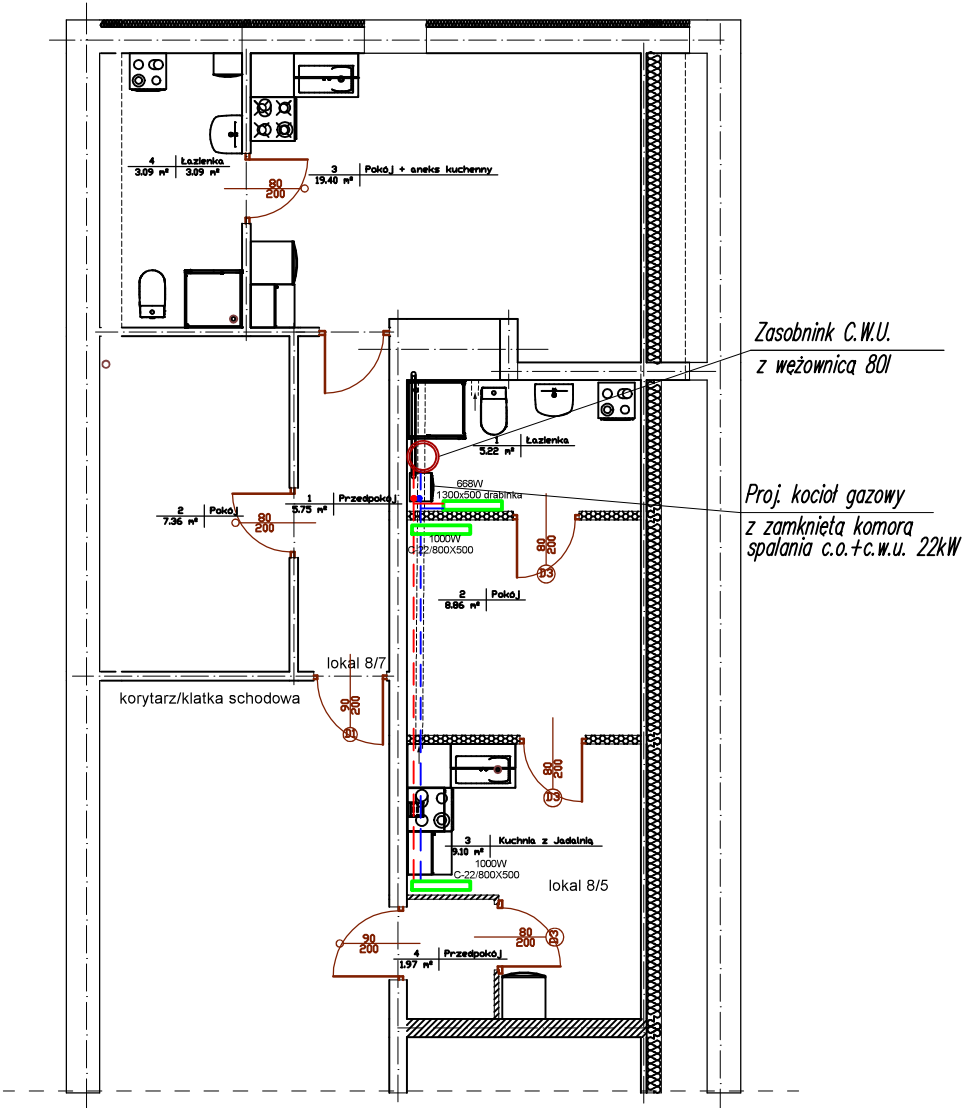 4 Łazienka
3.09 m² 3.09 m²
3 Pokój + aneks kuchenny
19.40 m²
80
200
Zasobnink C.W.U.
z wężownicą 80l
1 Łazienka
5.22 m²
668W
1300x500 drabinka
1 Przedpokój
5.75 m²
2 Pokój
7.36 m²
80
200
Proj. kocioł gazowy
z zamkniętą komorą
spalania c.o.+c.w.u. 22kW
1000W
C-22/800X500
80
200
D3
2 Pokój
8.86 m²
lokal 8/7
korytarz/klatka schodowa
90
200
D1
80
200
D3
3 Kuchnia z Jadalnią
9.10 m²
1000W
C-22/800X500
lokal 8/5
90
200
80
200
D3
4 Przedpokój
1.97 m²